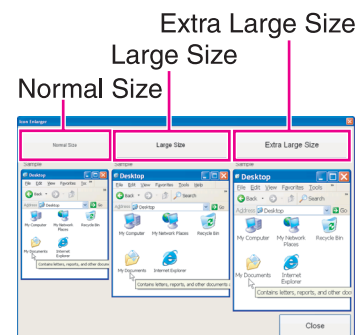 Extra Large Size
Large Size
Normal Size
Icon Enlarger
Normal Size
Large Size
Extra Large Size
Sample
Sample
Sample
Desktop
File Edit View Favorites To
Back
Address Desktop Go
My Computer My Network Places Recycle Bin
My Documents Internet Explorer
Contains letters, reports, and other docum
Desktop
File Edit View Favorites Tools Help
Back Search
Address Desktop Go
My Computer My Network Places Recycle Bin
My Documents Internet Explorer
Contains letters, reports, and other documents
Desktop
File Edit View Favorites Tools
Back Search
Address Desktop Go
My Computer My Network Places Recycle Bin
My Documents Internet Explorer
Contains letters, reports, and other doc
Close